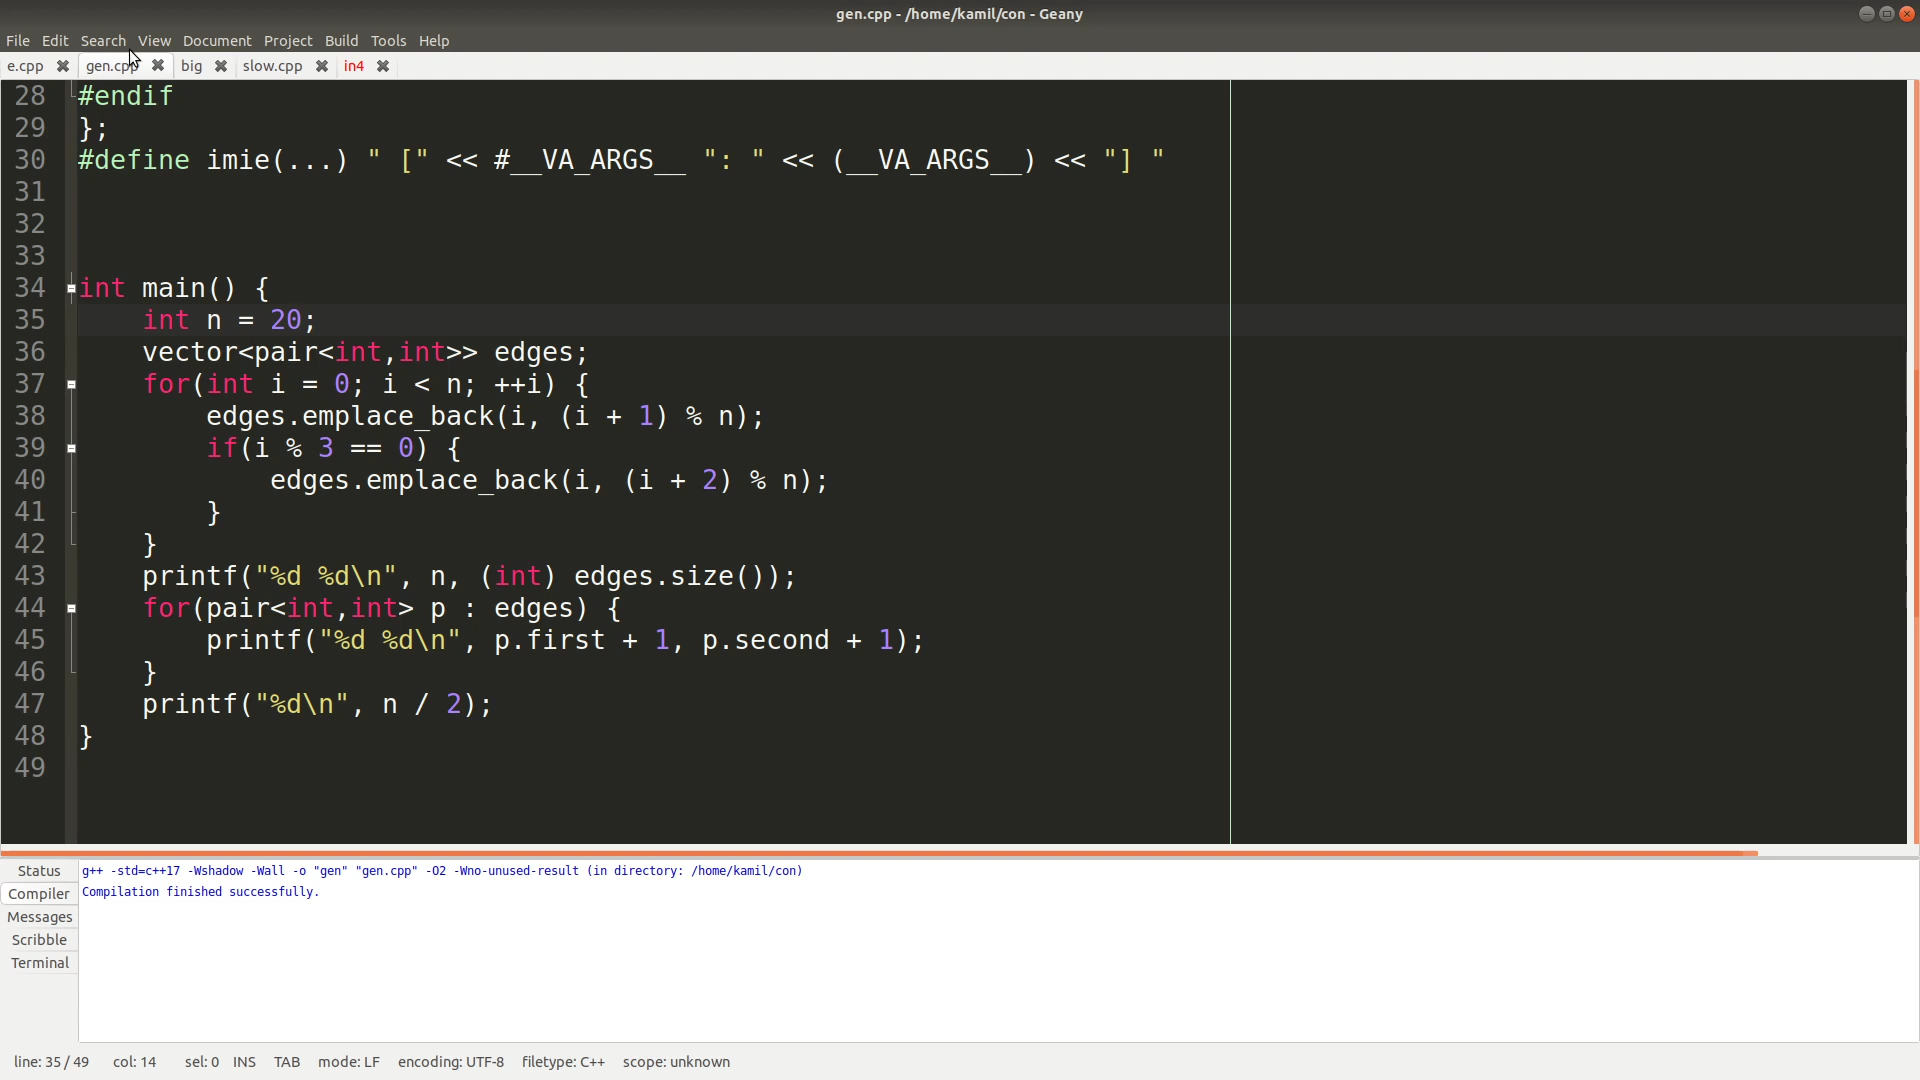 gen.cpp - /home/kamil/con - Geany
File Edit Search View Document Project Build Tools Help
e.cpp gen.cpp big slow.cpp in4
28 #endif
29 };
30 #define imie(...) " [" << #__VA_ARGS__ ": " << (__VA_ARGS__) << "] "
31
32
33
34 int main() {
35     int n = 20;
36     vector<pair<int,int>> edges;
37     for(int i = 0; i < n; ++i) {
38         edges.emplace_back(i, (i + 1) % n);
39         if(i % 3 == 0) {
40             edges.emplace_back(i, (i + 2) % n);
41         }
42     }
43     printf("%d %d\n", n, (int) edges.size());
44     for(pair<int,int> p : edges) {
45         printf("%d %d\n", p.first + 1, p.second + 1);
46     }
47     printf("%d\n", n / 2);
48 }
49
Status
Compiler
Messages
Scribble
Terminal
g++ -std=c++17 -Wshadow -Wall -o "gen" "gen.cpp" -O2 -Wno-unused-result (in directory: /home/kamil/con)
Compilation finished successfully.
line: 35 / 49 col: 14 sel: 0 INS TAB mode: LF encoding: UTF-8 filetype: C++ scope: unknown